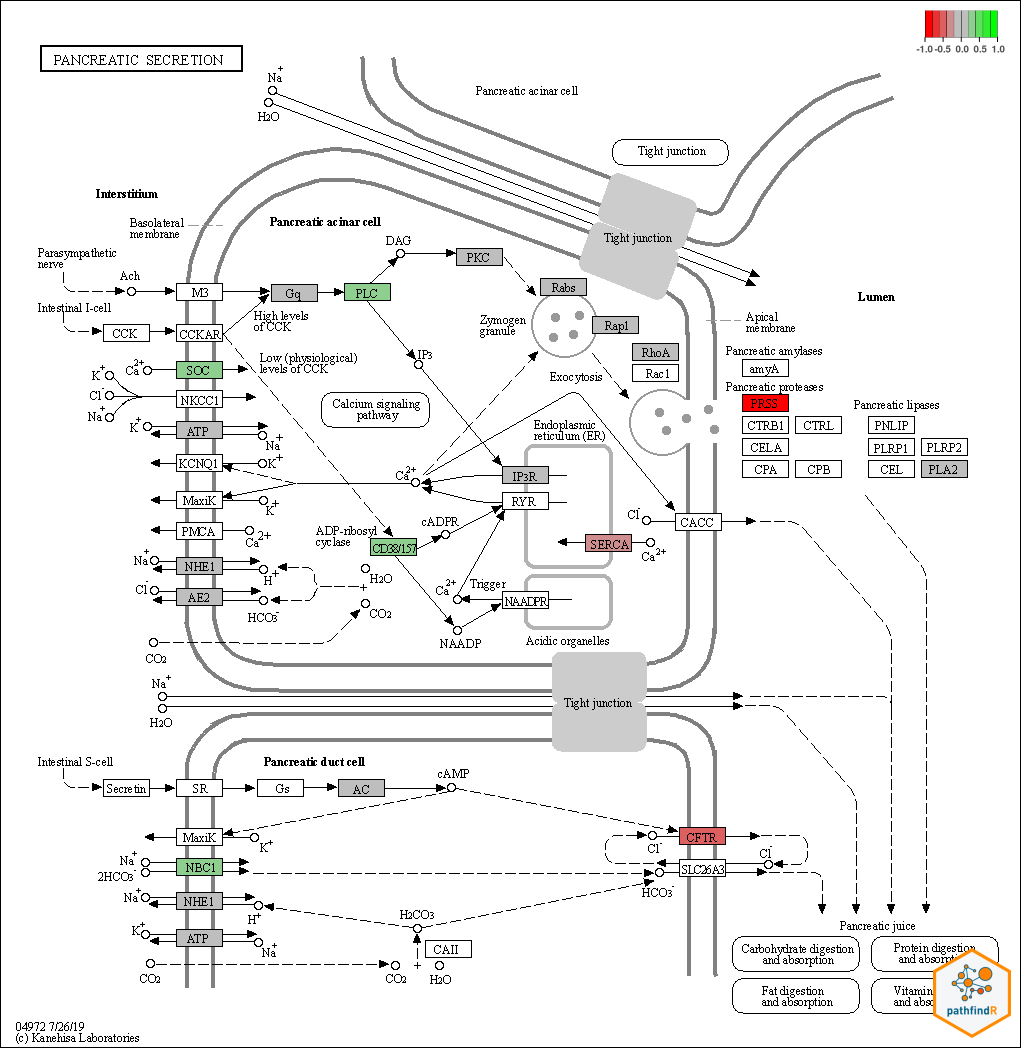 -1.0 -0.5 0.0 0.5 1.0
PANCREATIC SECRETION
Na+
H2O
Pancreatic acinar cell
Tight junction
Interstitium
Basolateral
membrane
Pancreatic acinar cell
Tight junction
Parasympathetic
nerve
Ach
M3
Gq
PLC
DAG
PKC
Rabs
Lumen
Intestinal I-cell
CCK
CCKAR
High levels
of CCK
Zymogen
granule
Rap1
Apical
membrane
Ca2+
SOC
Low (physiological)
levels of CCK
IP3
RhoA
Rac1
Exocytosis
Pancreatic amylases
amyA
Pancreatic proteases
K+
Cl-
Na+
NKCC1
Calcium signaling
pathway
PRSS
CTRB1
CTRL
CELA
CPA
CPB
Pancreatic lipases
PNLIP
PLRP1
PLRP2
CEL
PLA2
K+
ATP
Na+
Endoplasmic
reticulum (ER)
KCNQ1
K+
Ca2+
IP3R
RYR
MaxiK
K+
PMCA
Ca2+
ADP-ribosyl
cyclase
cADPR
CD38/157
Cl-
CACC
SERCA
Ca2+
Na+
NHE1
H+
H2O
Cl-
AE2
HCO3-
CO2
Ca2+
Trigger
NAADPR
NAADP
Acidic organelles
CO2
Na+
H2O
Tight junction
Intestinal S-cell
Pancreatic duct cell
Secretin
SR
Gs
AC
cAMP
MaxiK
K+
CFTR
Cl-
Cl-
Na+
2HCO3-
NBC1
SLC26A3
HCO3-
Na+
NHE1
H+
H2CO3
K+
ATP
Na+
CAII
CO2
CO2
H2O
Pancreatic juice
Carbohydrate digestion
and absorption
Protein digestion
and absorp
Fat digestion
and absorption
Vitamin
and abso
pathfindR
04972 7/26/19
(c) Kanehisa Laboratories